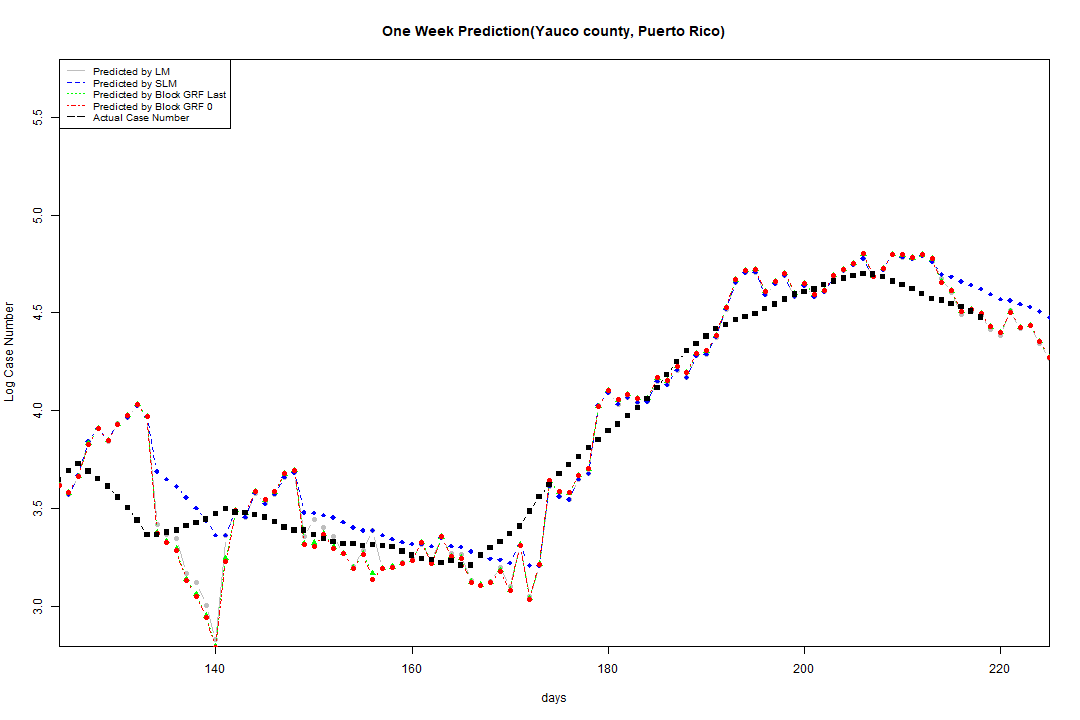 One Week Prediction(Yauco county, Puerto Rico)
Predicted by LM
Predicted by SLM
Predicted by Block GRF Last
Predicted by Block GRF 0
Actual Case Number
5.5
5.0
4.5
4.0
3.5
3.0
Log Case Number
140 160 180 200 220
days